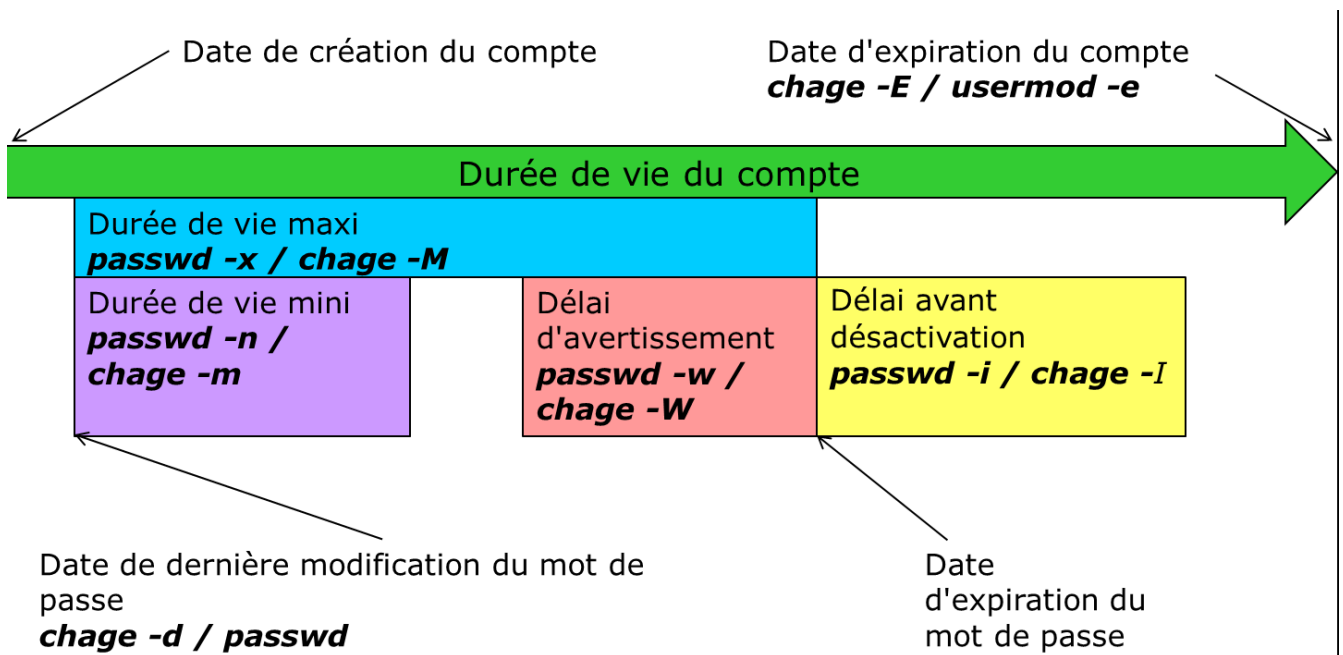 Date de création du compte
Date d'expiration du compte
chage -E / usermod -e
Durée de vie du compte
Durée de vie maxi
passwd -x / chage -M
Durée de vie mini
passwd -n /
chage -m
Délai
d'avertissement
passwd -w /
chage -W
Délai avant
désactivation
passwd -i / chage -I
Date de dernière modification du mot de
passe
chage -d / passwd
Date
d'expiration du
mot de passe